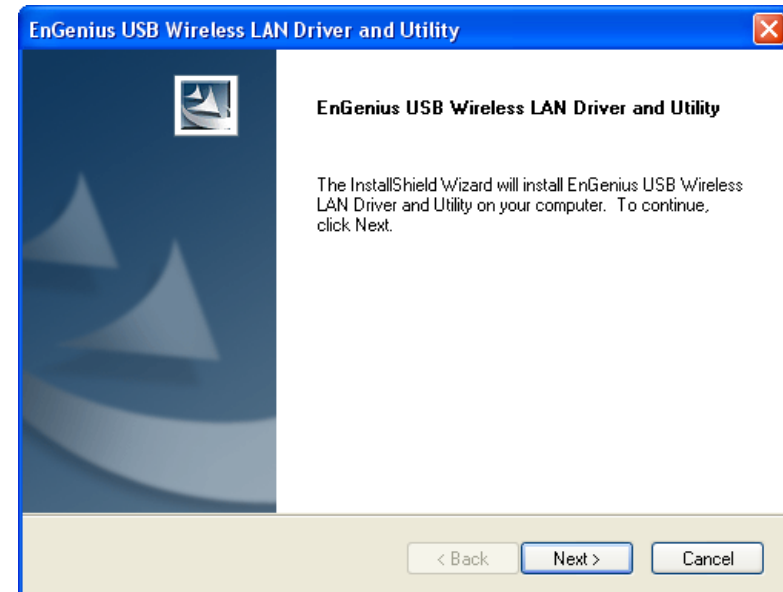 EnGenius USB Wireless LAN Driver and Utility
EnGenius USB Wireless LAN Driver and Utility
The InstallShield Wizard will install EnGenius USB Wireless
LAN Driver and Utility on your computer.  To continue,
click Next.
< Back
Next >
Cancel